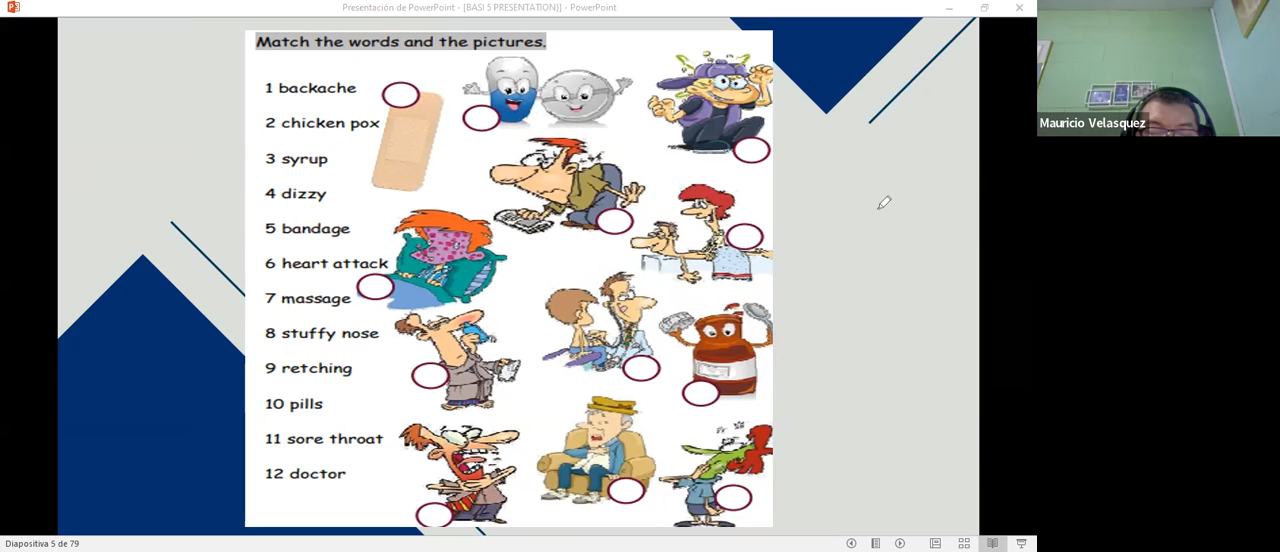 Presentación de PowerPoint - [BASI 5 PRESENTATION)] - PowerPoint
Match the words and the pictures.
1 backache
2 chicken pox
3 syrup
4 dizzy
5 bandage
6 heart attack
7 massage
8 stuffy nose
9 retching
10 pills
11 sore throat
12 doctor
Mauricio Velasquez
Diapositiva 5 de 79